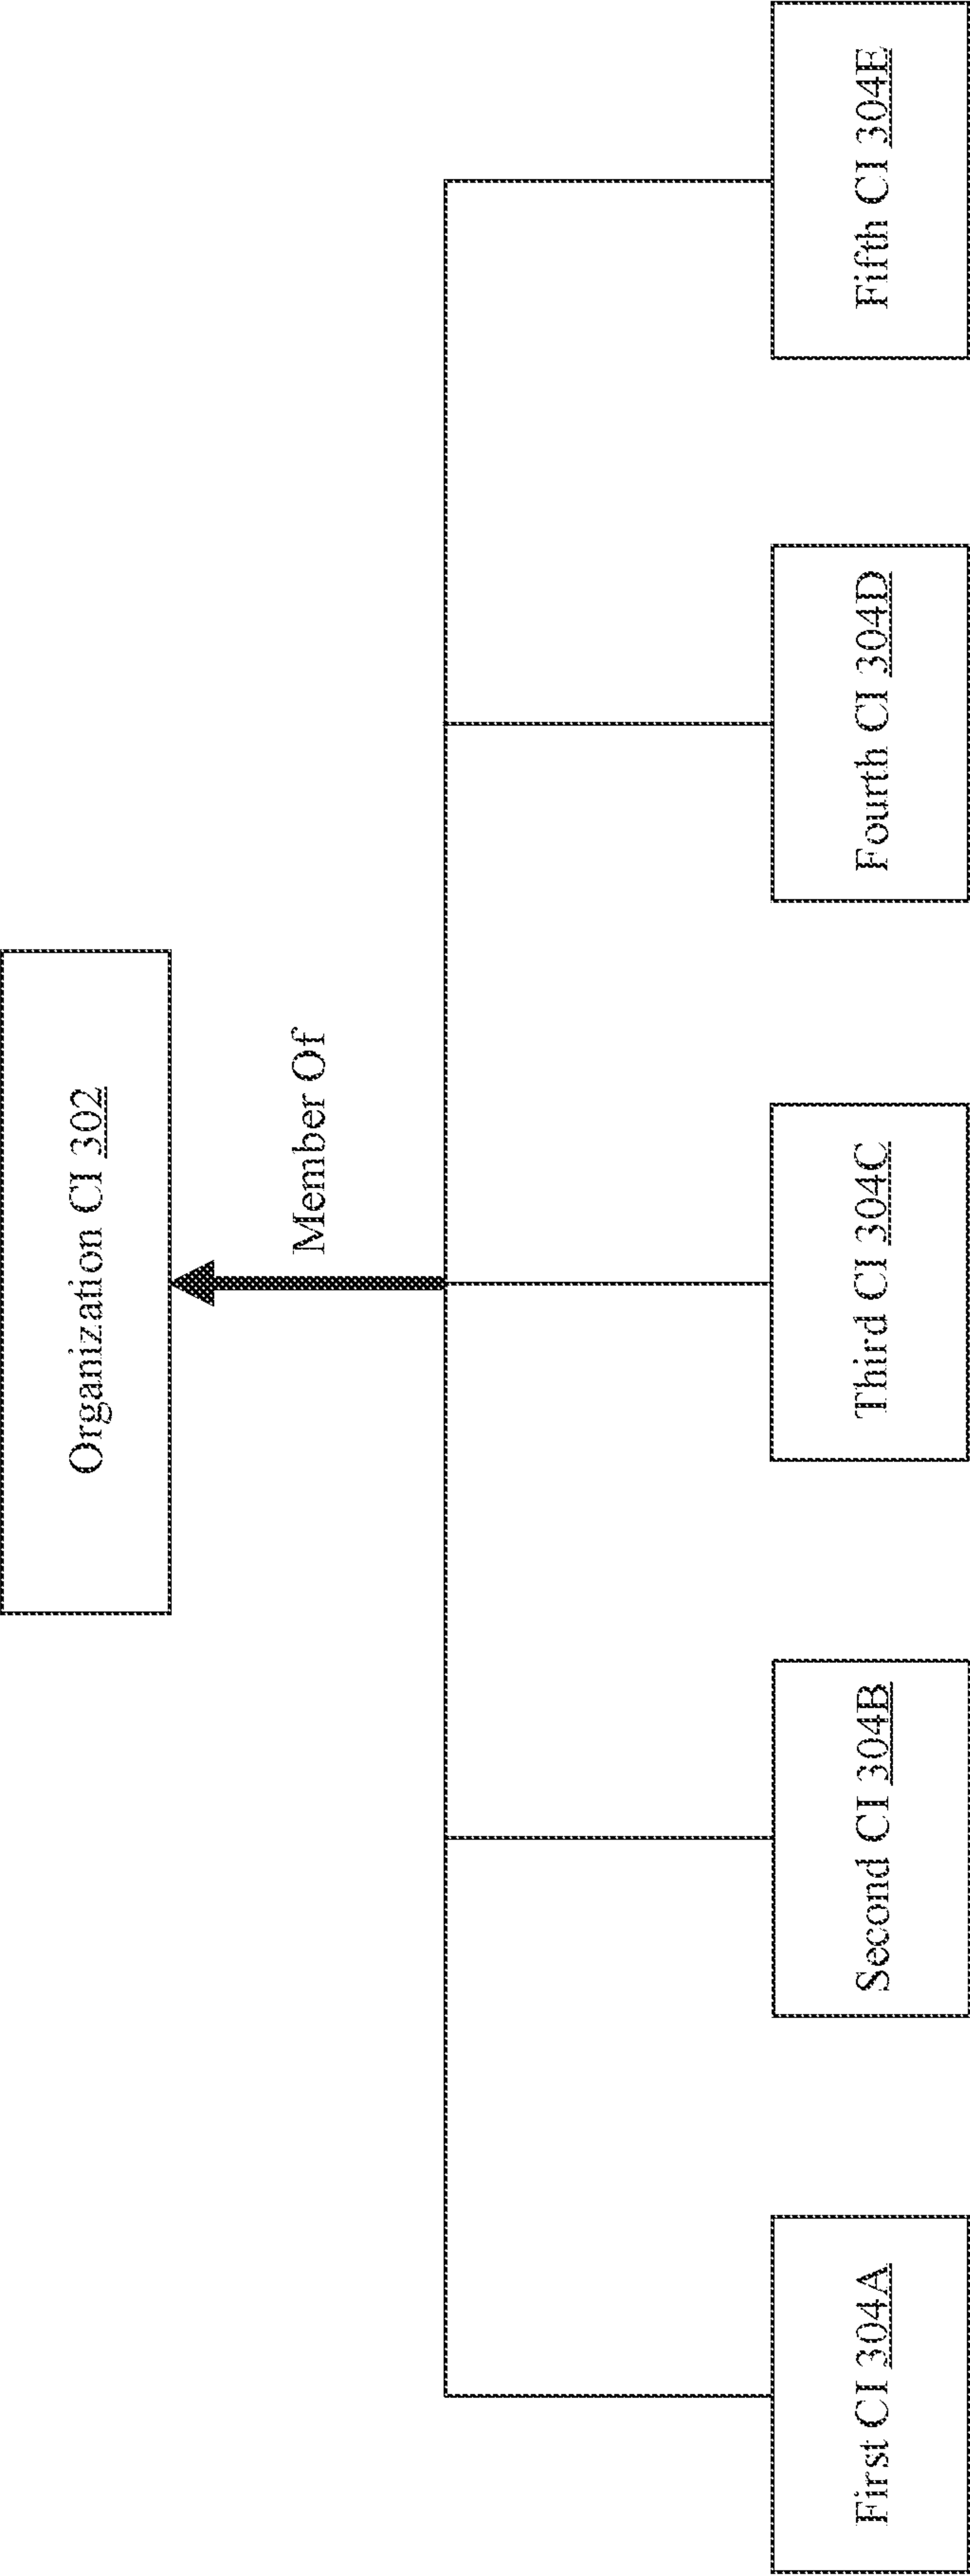 Organization CI 302
Member Of
First CI 304A
Second CI 304B
Third CI 304C
Fourth CI 304D
Fifth CI 304E